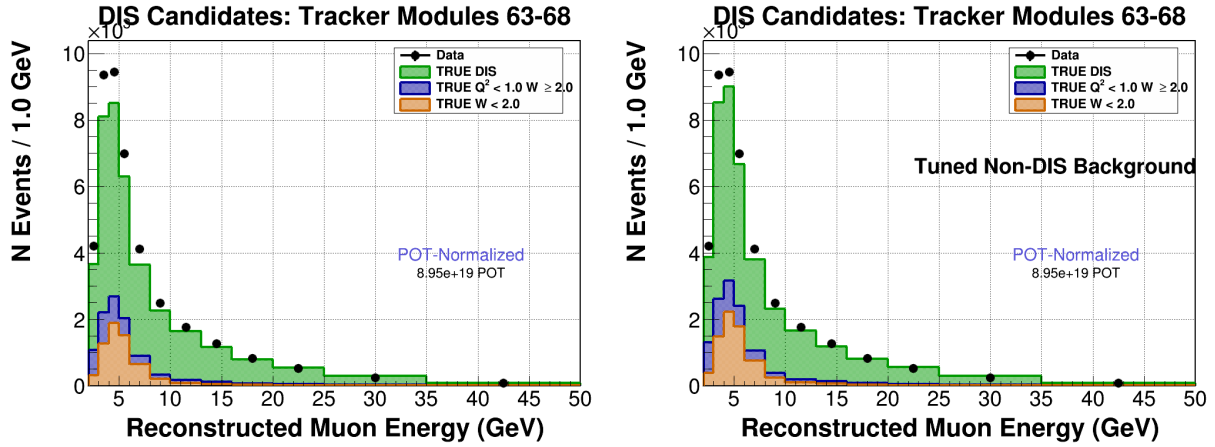 DIS Candidates: Tracker Modules 63-68
×10³
N Events / 1.0 GeV
10
8
6
4
2
0
Data
TRUE DIS
TRUE Q² < 1.0 W ≥ 2.0
TRUE W < 2.0
POT-Normalized
8.95e+19 POT
5 10 15 20 25 30 35 40 45 50
Reconstructed Muon Energy (GeV)
DIS Candidates: Tracker Modules 63-68
×10³
N Events / 1.0 GeV
10
8
6
4
2
0
Data
TRUE DIS
TRUE Q² < 1.0 W ≥ 2.0
TRUE W < 2.0
Tuned Non-DIS Background
POT-Normalized
8.95e+19 POT
5 10 15 20 25 30 35 40 45 50
Reconstructed Muon Energy (GeV)